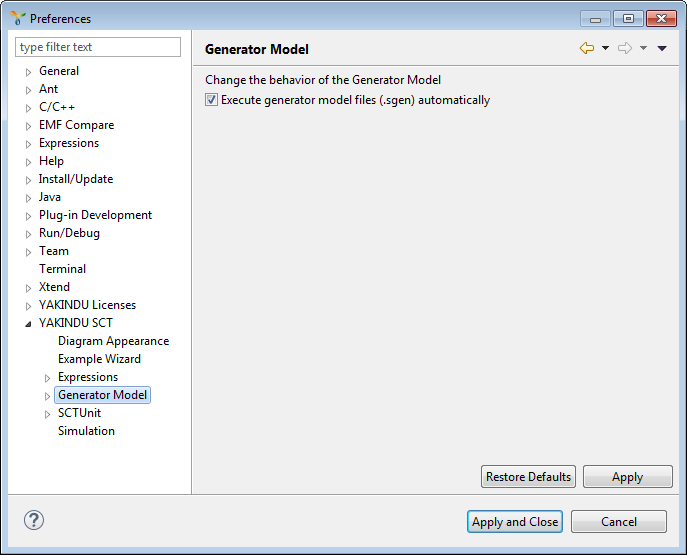 Preferences
type filter text
General
Ant
C/C++
EMF Compare
Expressions
Help
Install/Update
Java
Plug-in Development
Run/Debug
Team
Terminal
Xtend
YAKINDU Licenses
YAKINDU SCT
Diagram Appearance
Example Wizard
Expressions
Generator Model
SCTUnit
Simulation
Generator Model
Change the behavior of the Generator Model
Execute generator model files (.sgen) automatically
Restore Defaults
Apply
?
Apply and Close
Cancel